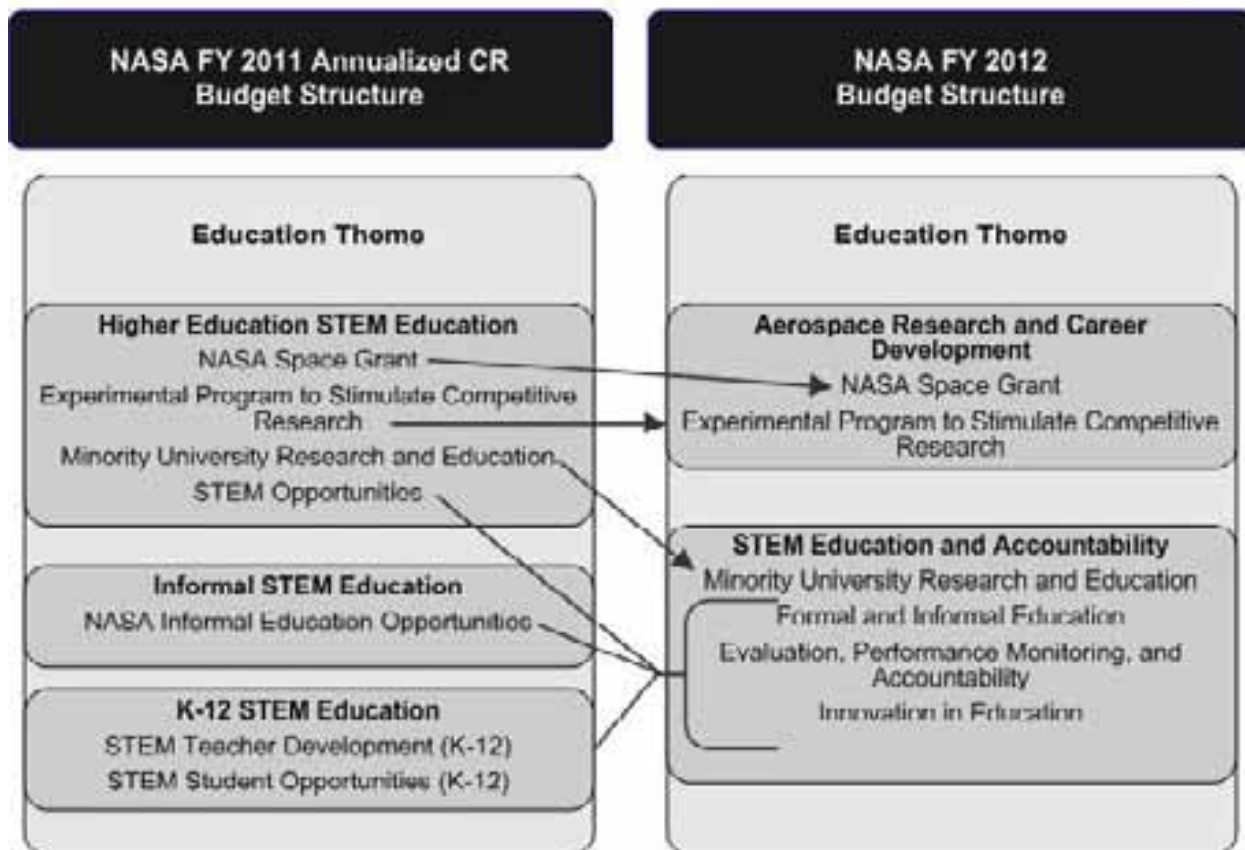 NASA FY 2011 Annualized CR
Budget Structure
Education Thomo
Higher Education STEM Education
NASA Space Grant
Experimental Program to Stimulate Competitive
Research
Minority University Research and Education
STEM Opportunities
Informal STEM Education
NASA Informal Education Opportunities
K-12 STEM Education
STEM Teacher Development (K-12)
STEM Student Opportunities (K-12)
NASA FY 2012
Budget Structure
Education Thomo
Aerospace Research and Career
Development
NASA Space Grant
Experimental Program to Stimulate Competitive
Research
STEM Education and Accountability
Minority University Research and Education
Formal and Informal Education
Evaluation, Performance Monitoring, and
Accountability
Innovation in Education